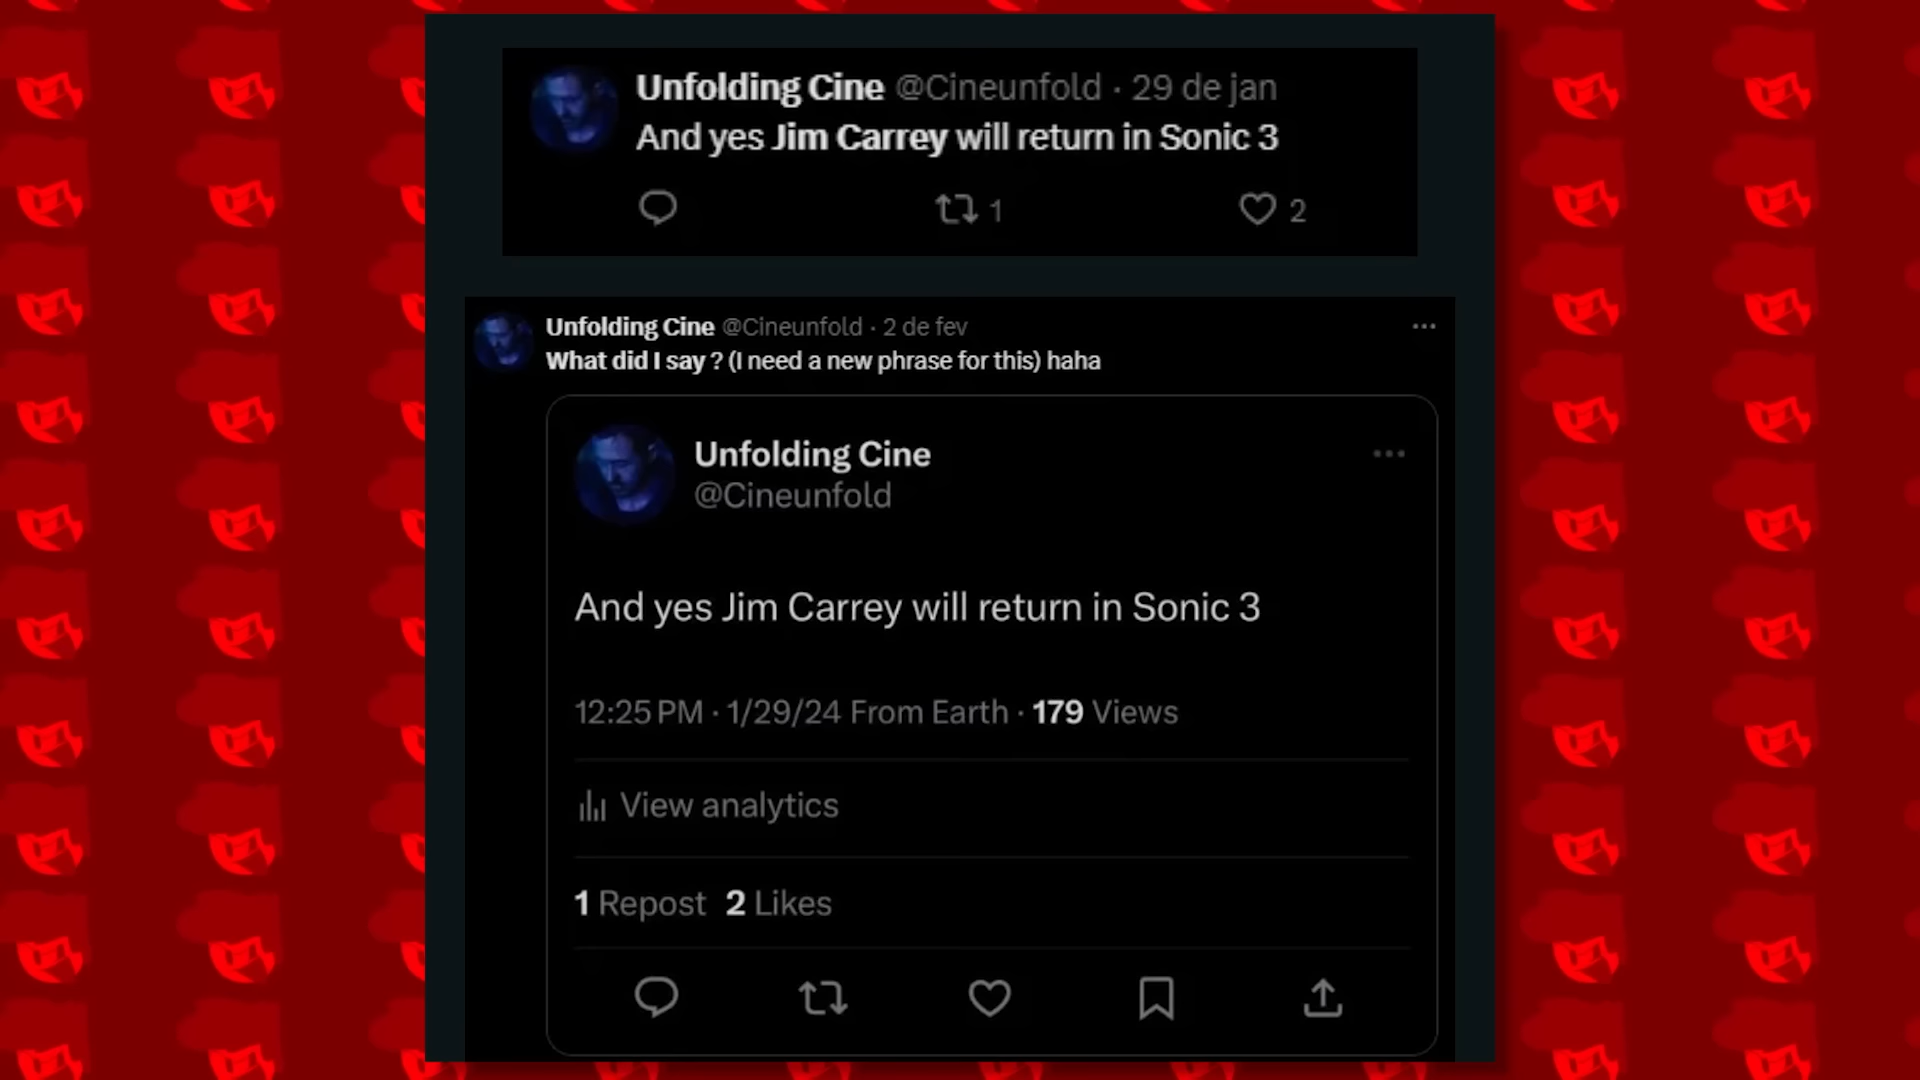 Unfolding Cine @Cineunfold · 29 de jan
And yes Jim Carrey will return in Sonic 3
1
2
Unfolding Cine @Cineunfold · 2 de fev
What did I say ? (I need a new phrase for this) haha
Unfolding Cine
@Cineunfold
And yes Jim Carrey will return in Sonic 3
12:25 PM · 1/29/24 From Earth · 179 Views
View analytics
1 Repost 2 Likes